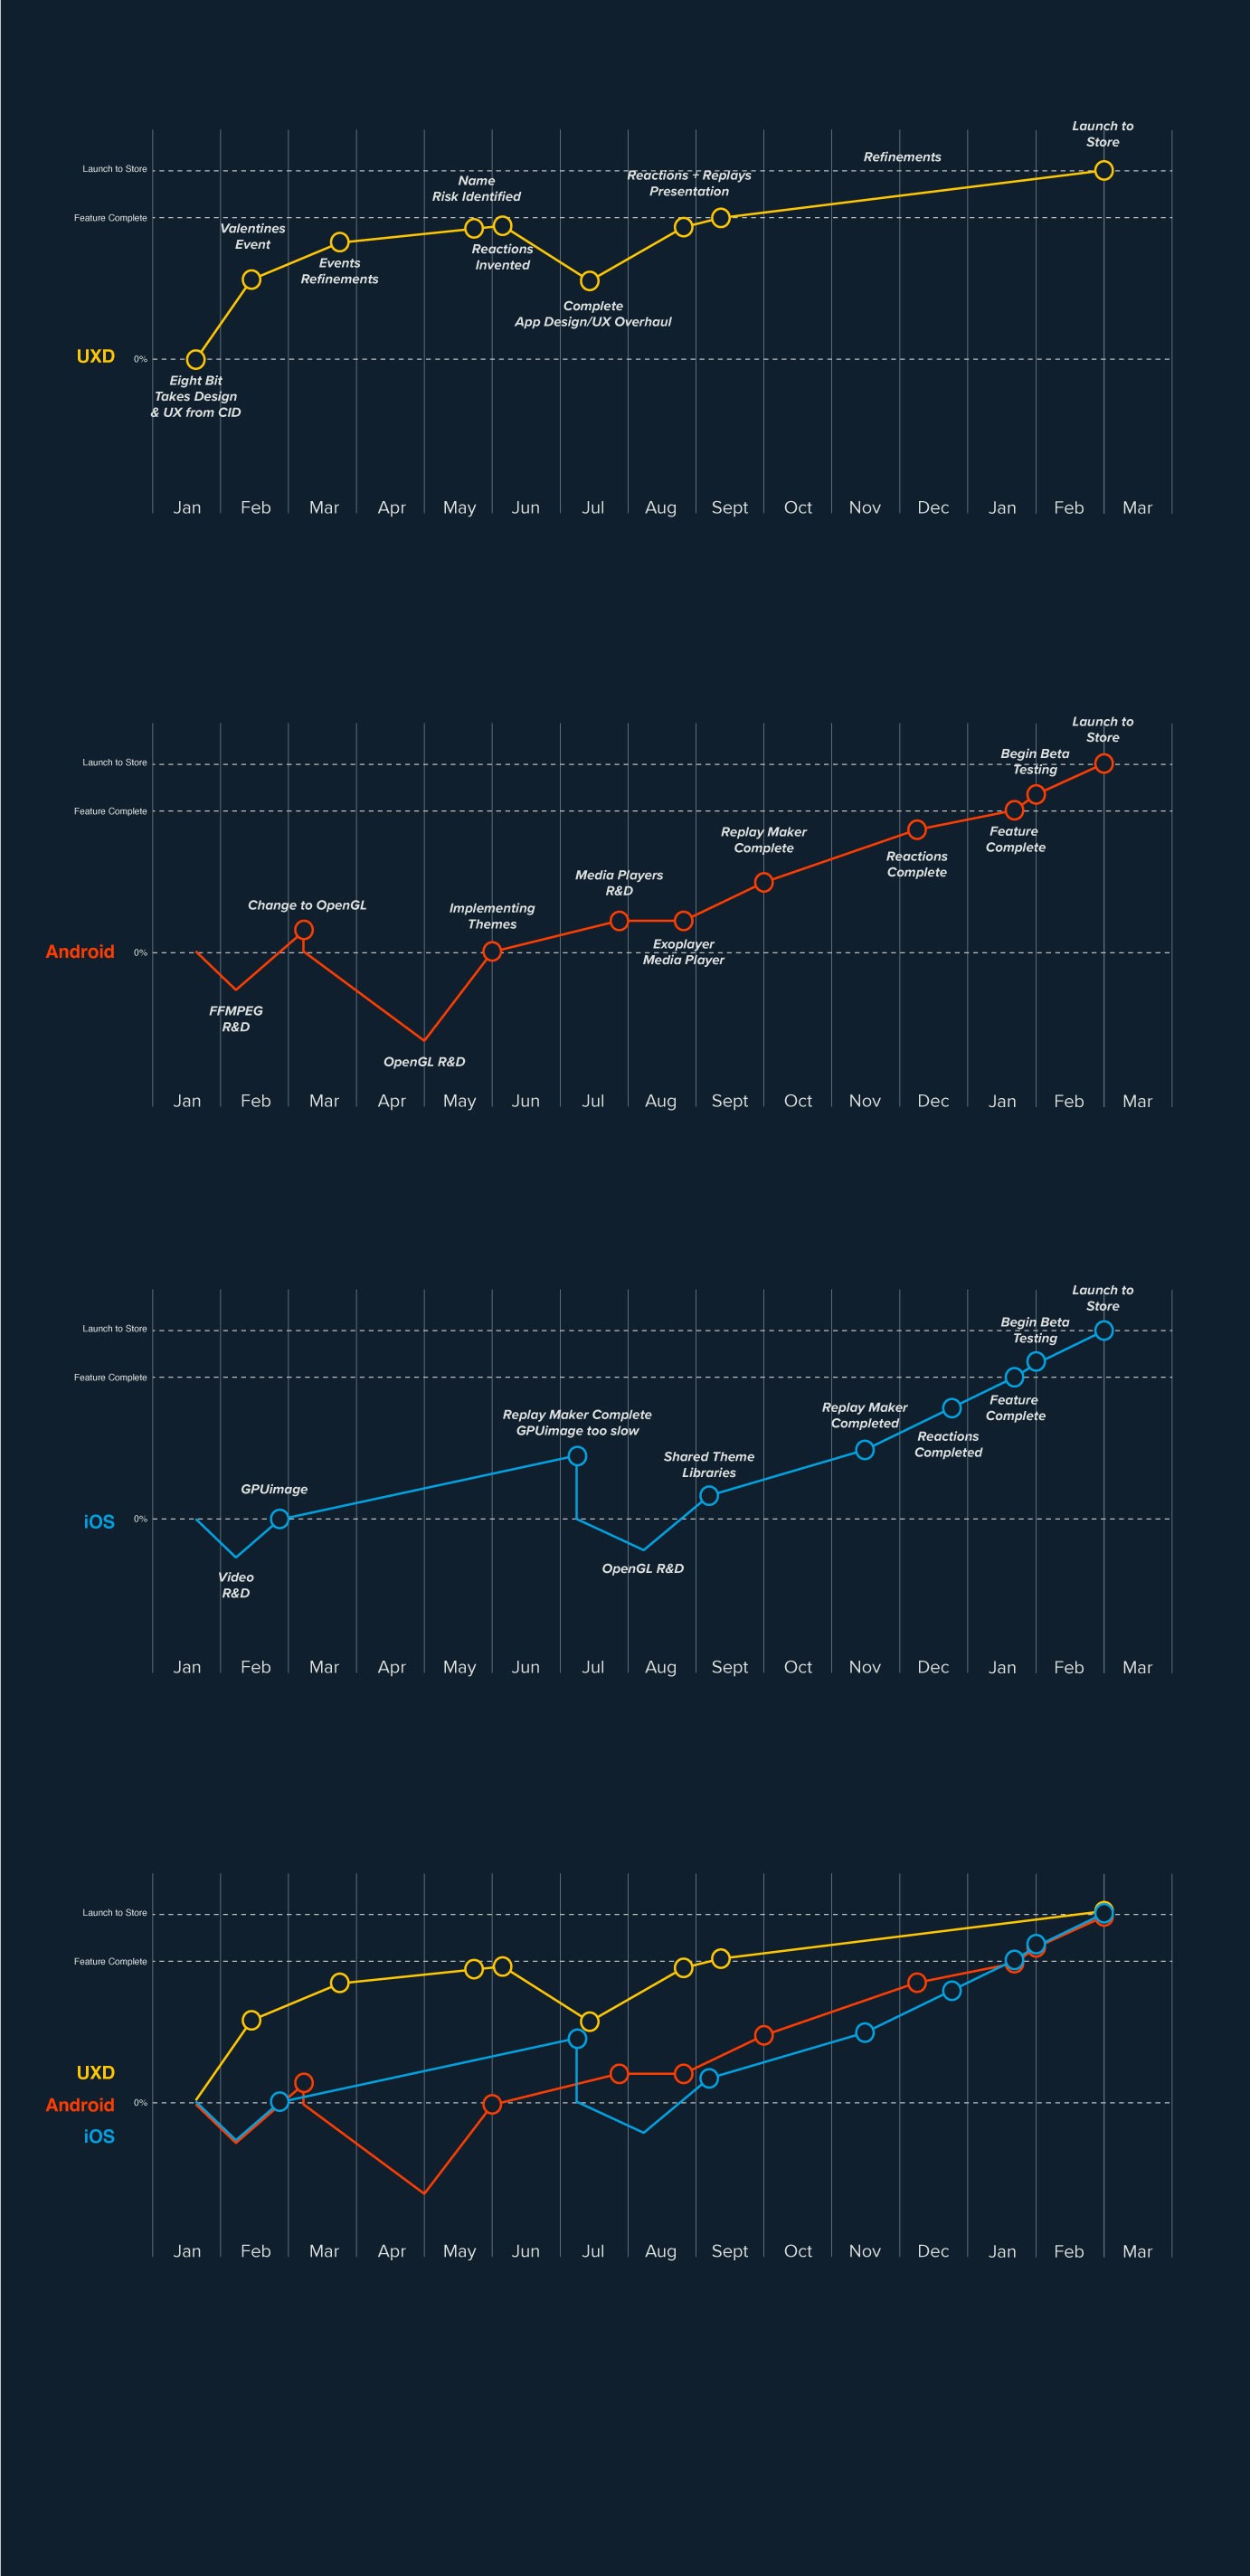 Launch to
Store
Refinements
Launch to Store
Reactions + Replays
Presentation
Name
Risk Identified
Feature Complete
Valentines
Event
Reactions
Invented
Events
Refinements
Complete
App Design/UX Overhaul
UXD
0%
Eight Bit
Takes Design
& UX from CID
Jan Feb Mar Apr May Jun Jul Aug Sept Oct Nov Dec Jan Feb Mar
Launch to
Store
Begin Beta
Testing
Launch to Store
Feature Complete
Replay Maker
Complete
Feature
Complete
Reactions
Complete
Media Players
R&D
Change to OpenGL
Implementing
Themes
Exoplayer
Media Player
Android
0%
FFMPEG
R&D
OpenGL R&D
Jan Feb Mar Apr May Jun Jul Aug Sept Oct Nov Dec Jan Feb Mar
Launch to
Store
Begin Beta
Testing
Launch to Store
Feature Complete
Replay Maker Complete
GPUimage too slow
Replay Maker
Completed
Feature
Complete
Reactions
Completed
Shared Theme
Libraries
GPUimage
iOS
0%
OpenGL R&D
Video
R&D
Jan Feb Mar Apr May Jun Jul Aug Sept Oct Nov Dec Jan Feb Mar
Launch to Store
Feature Complete
UXD
Android
0%
iOS
Jan Feb Mar Apr May Jun Jul Aug Sept Oct Nov Dec Jan Feb Mar